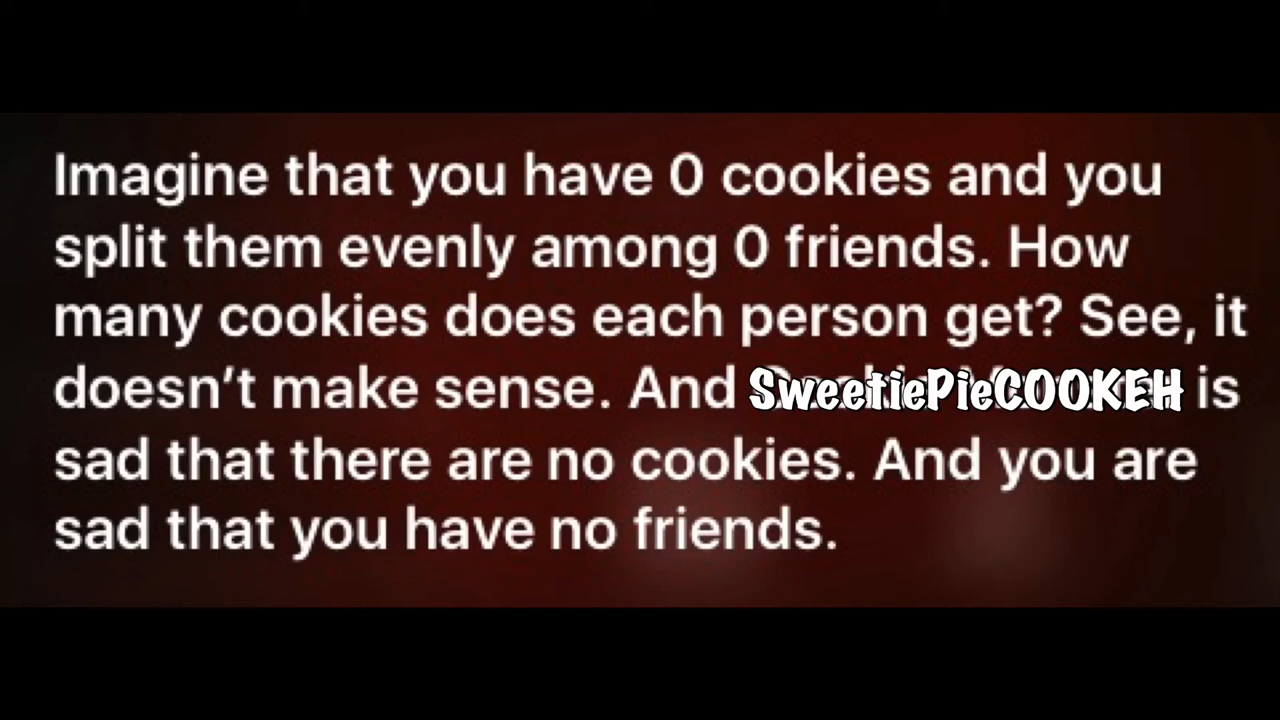 Imagine that you have 0 cookies and you
split them evenly among 0 friends. How
many cookies does each person get? See, it
doesn't make sense. And SweetiePieCOOKEH is
sad that there are no cookies. And you are
sad that you have no friends.